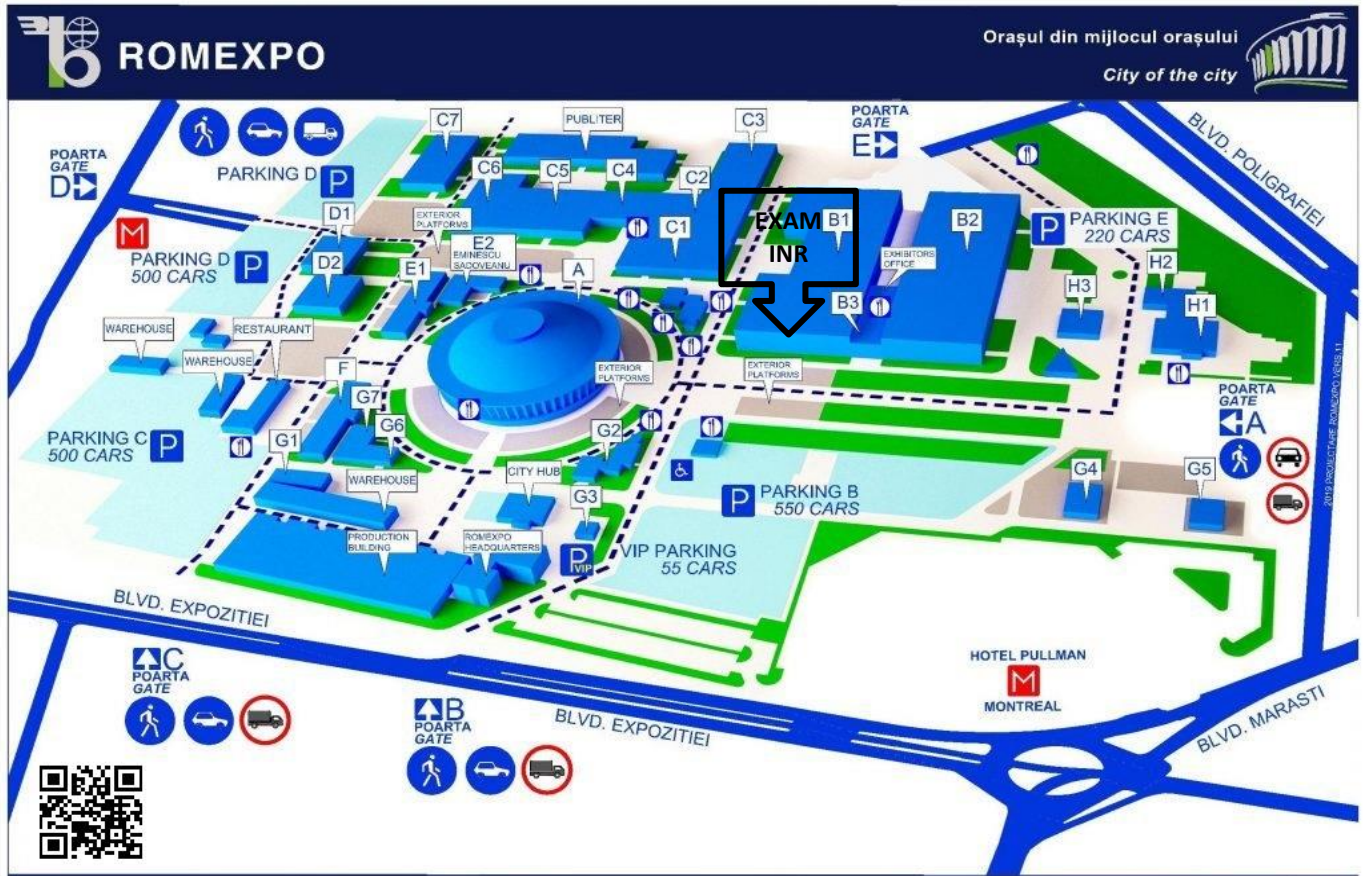 ROMEXPO
Orașul din mijlocul orașului
City of the city
POARTA
GATE
D
PARKING D P
C7
PUBLITER
C3
POARTA
GATE
E
BLVD. POLIGRAFIEI
C6
C5
C4
C2
D1
EXTERIOR
PLATFORMS
C1
EXAM
INR
B1
B2
P PARKING E
220 CARS
M
PARKING D P
500 CARS
D2
E1
E2
EMINESCU
SADOVEANU
A
EXHIBITORS
OFFICE
H2
H3
H1
B3
WAREHOUSE
RESTAURANT
WAREHOUSE
F
EXTERIOR
PLATFORMS
EXTERIOR
PLATFORMS
POARTA
GATE
A
G7
G6
G2
PARKING C P
500 CARS
G1
WAREHOUSE
CITY HUB
G3
P PARKING B
550 CARS
G4
G5
2019 PROIECTARE ROMEXPO VERS.11
PRODUCTION
BUILDING
ROMEXPO
HEADQUARTERS
P
VIP
VIP PARKING
55 CARS
BLVD. EXPOZITIEI
C
POARTA
GATE
B
POARTA
GATE
BLVD. EXPOZITIEI
HOTEL PULLMAN
M
MONTREAL
BLVD. MARASTI